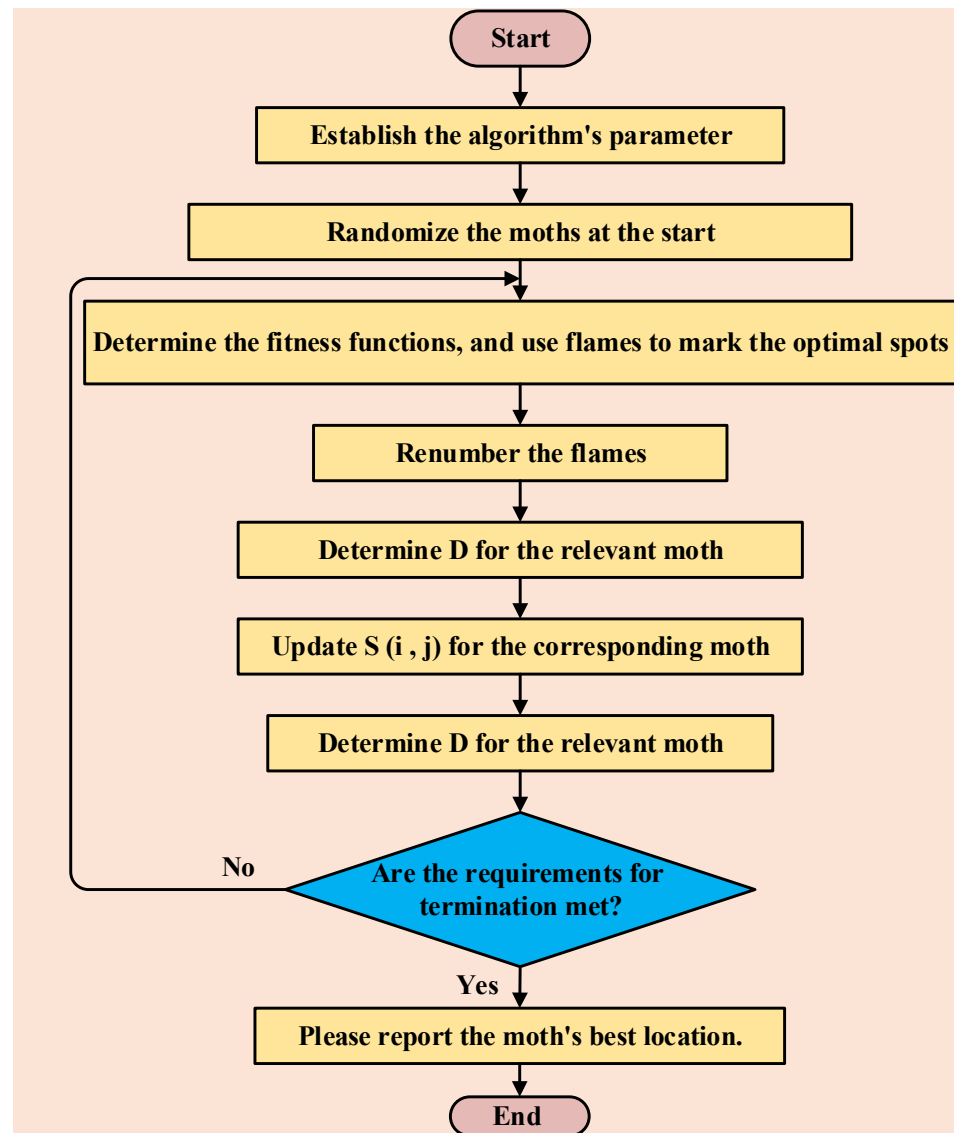 Start
Establish the algorithm's parameter
Randomize the moths at the start
Determine the fitness functions, and use flames to mark the optimal spots
Renumber the flames
Determine D for the relevant moth
Update S (i , j) for the corresponding moth
Determine D for the relevant moth
No
Are the requirements for
termination met?
Yes
Please report the moth's best location.
End